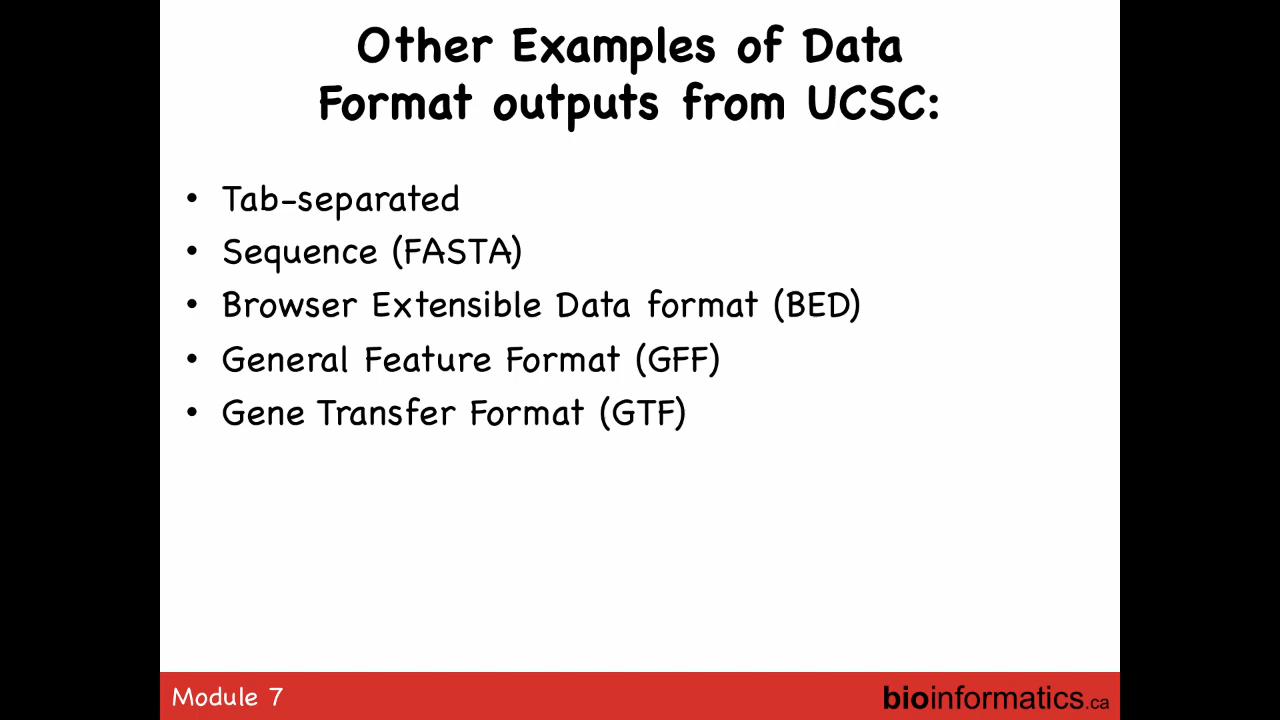 Other Examples of Data
Format outputs from UCSC:
• Tab-separated
• Sequence (FASTA)
• Browser Extensible Data format (BED)
• General Feature Format (GFF)
• Gene Transfer Format (GTF)
Module 7
bioinformatics.ca